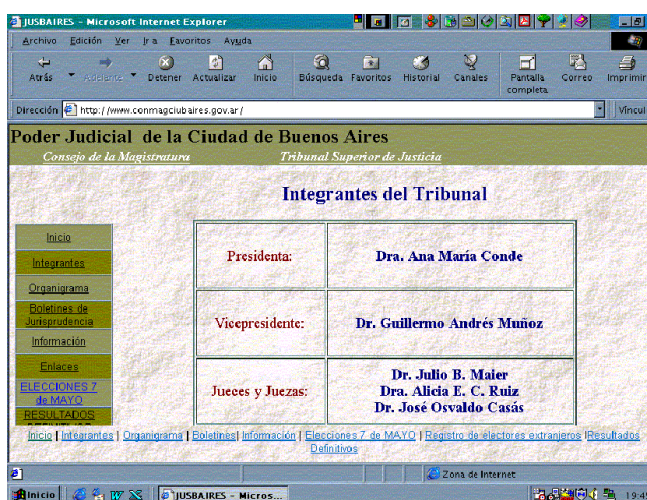 JUSBAIRES - Microsoft Internet Explorer
Archivo Edición Ver Ir a Favoritos Ayuda
Atrás Adelante Detener Actualizar Inicio Búsqueda Favoritos Historial Canales Pantalla completa Correo Imprimir
Dirección http://www.conmagciubaires.gov.ar/ Víncul
Poder Judicial de la Ciudad de Buenos Aires
Consejo de la Magistratura Tribunal Superior de Justicia
Integrantes del Tribunal
Inicio
Integrantes
Organigrama
Boletines de
Jurisprudencia
Información
Enlaces
ELECCIONES 7
de MAYO
RESULTADOS
Presidenta: Dra. Ana María Conde
Vicepresidente: Dr. Guillermo Andrés Muñoz
Jueces y Juezas: Dr. Julio B. Maier
Dra. Alicia E. C. Ruiz
Dr. José Osvaldo Casás
Inicio | Integrantes | Organigrama | Boletines| Información | Elecciones 7 de MAYO | Registro de electores extranjeros |Resultados
Definitivos
Zona de Internet
Inicio JUSBAIRES - Micros... 19:45